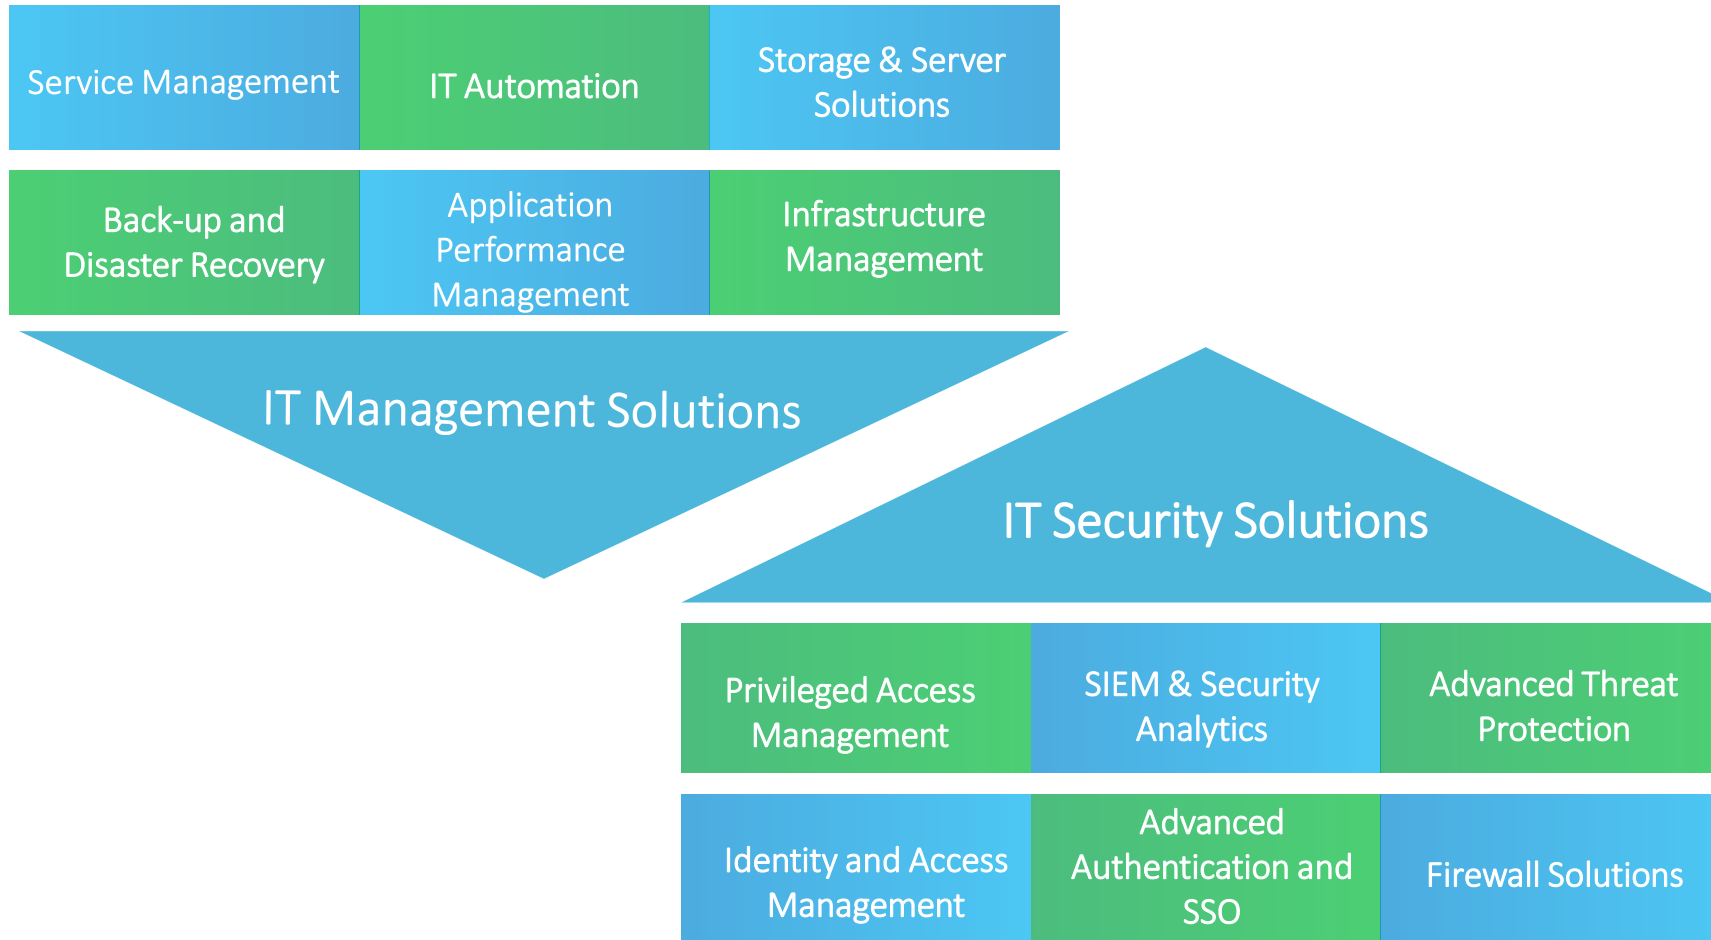 Service Management
IT Automation
Storage & Server
Solutions
Back-up and
Disaster Recovery
Application
Performance
Management
Infrastructure
Management
IT Management Solutions
IT Security Solutions
Privileged Access
Management
SIEM & Security
Analytics
Advanced Threat
Protection
Identity and Access
Management
Advanced
Authentication and
SSO
Firewall Solutions